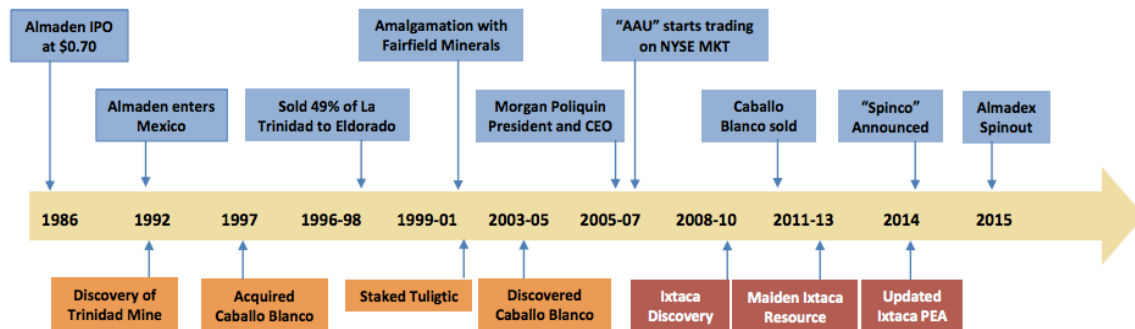 Almaden IPO
at $0.70
Amalgamation with
Fairfield Minerals
“AAU” starts trading
on NYSE MKT
Almaden enters
Mexico
Sold 49% of La
Trinidad to Eldorado
Morgan Poliquin
President and CEO
Caballo
Blanco sold
“Spinco”
Announced
Almadex
Spinout
1986 1992 1997 1996-98 1999-01 2003-05 2005-07 2008-10 2011-13 2014 2015
Discovery of
Trinidad Mine
Acquired
Caballo Blanco
Staked Tuligtic
Discovered
Caballo Blanco
Ixtaca
Discovery
Maiden Ixtaca
Resource
Updated
Ixtaca PEA